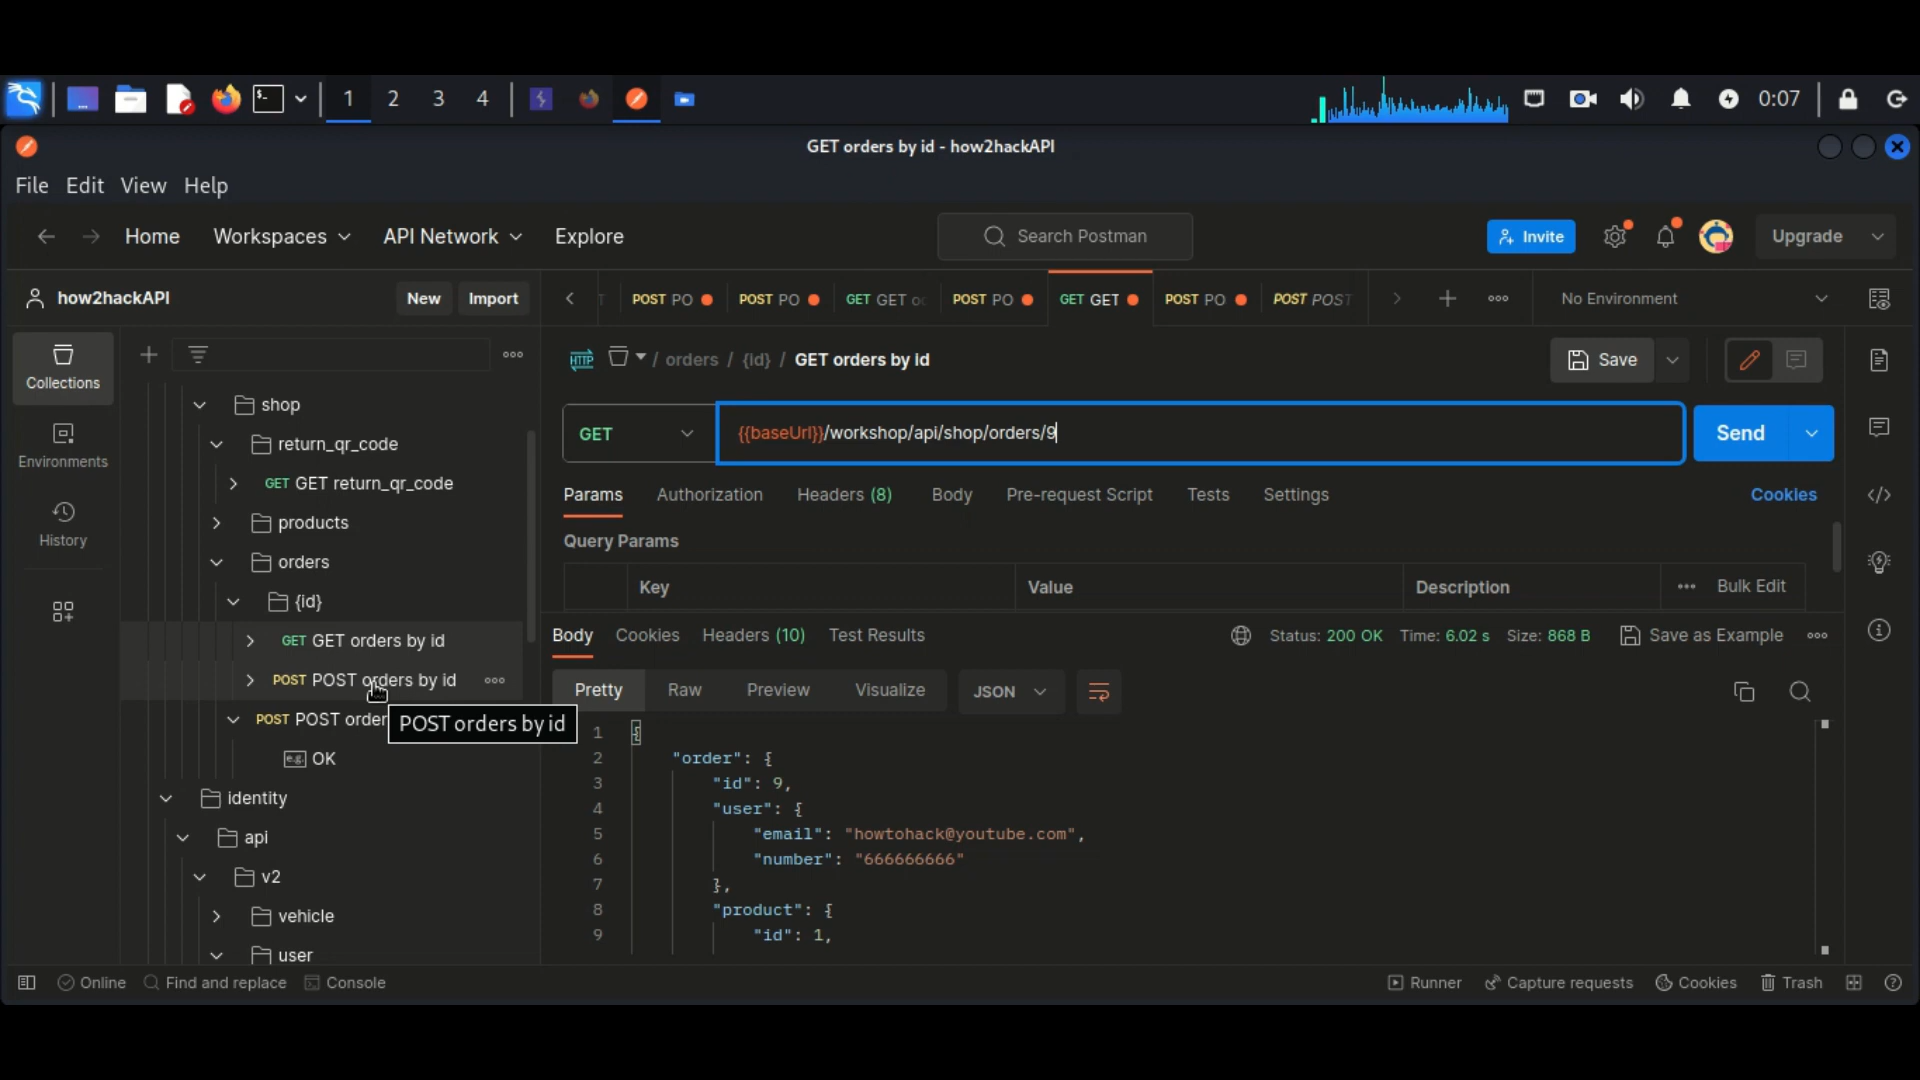 1 2 3 4 0:07
GET orders by id - how2hackAPI
File Edit View Help
Home Workspaces API Network Explore Search Postman Invite Upgrade
how2hackAPI New Import POST PO POST PO GET GET POST PO GET GET POST PO POST POST No Environment
HTTP / orders / {id} / GET orders by id Save
GET {{baseUrl}}/workshop/api/shop/orders/9 Send
Params Authorization Headers (8) Body Pre-request Script Tests Settings Cookies
Query Params
Key Value Description Bulk Edit
Body Cookies Headers (10) Test Results Status: 200 OK Time: 6.02 s Size: 868 B Save as Example
Pretty Raw Preview Visualize JSON
1 {
2 "order": {
3 "id": 9,
4 "user": {
5 "email": "howtohack@youtube.com",
6 "number": "666666666"
7 },
8 "product": {
9 "id": 1,
Collections
Environments
History
shop
return_qr_code
GET GET return_qr_code
products
orders
{id}
GET GET orders by id
POST POST orders by id
POST POST order
POST orders by id
e.g. OK
identity
api
v2
vehicle
user
Online Find and replace Console Runner Capture requests Cookies Trash